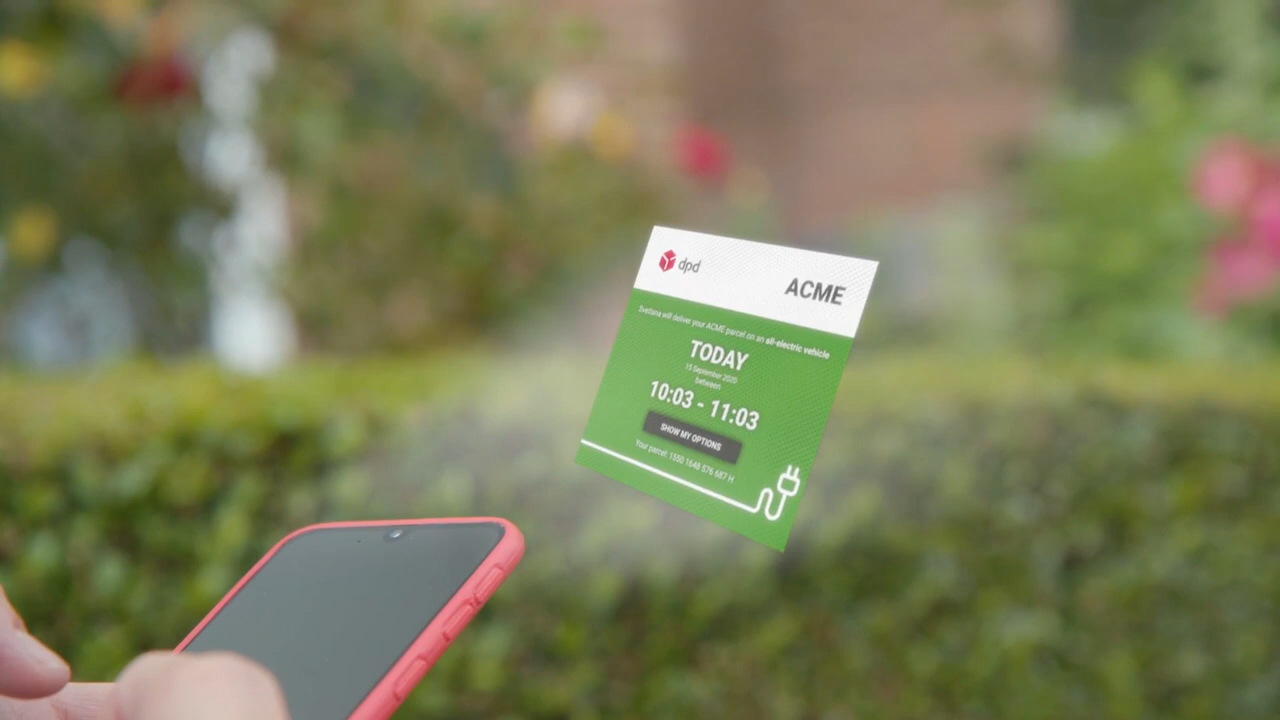 dpd
ACME
Svetlana will deliver your ACME parcel on an all-electric vehicle
TODAY
15 September 2020
between
10:03 - 11:03
SHOW MY OPTIONS
Your parcel: 1550 1648 576 687 H